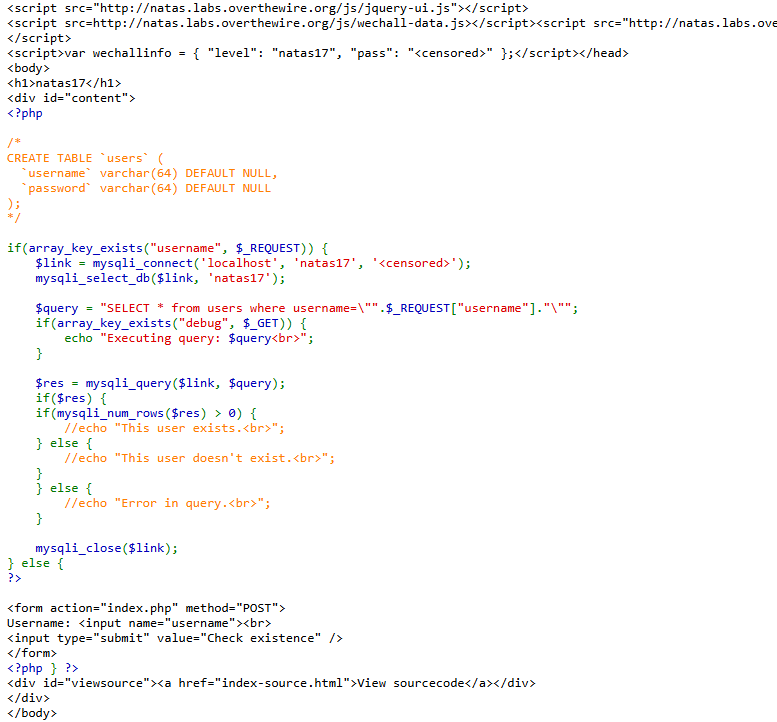 <script src="http://natas.labs.overthewire.org/js/jquery-ui.js"></script>
<script src=http://natas.labs.overthewire.org/js/wechall-data.js></script><script src="http://natas.labs.ove
</script>
<script>var wechallinfo = { "level": "natas17", "pass": "<censored>" };</script></head>
<body>
<h1>natas17</h1>
<div id="content">
<?php
/*
CREATE TABLE `users` (
`username` varchar(64) DEFAULT NULL,
`password` varchar(64) DEFAULT NULL
);
*/
if(array_key_exists("username", $_REQUEST)) {
$link = mysqli_connect('localhost', 'natas17', '<censored>');
mysqli_select_db($link, 'natas17');
$query = "SELECT * from users where username=\"".$_REQUEST["username"]."\"";
if(array_key_exists("debug", $_GET)) {
echo "Executing query: $query<br>";
}
$res = mysqli_query($link, $query);
if($res) {
if(mysqli_num_rows($res) > 0) {
//echo "This user exists.<br>";
} else {
//echo "This user doesn't exist.<br>";
}
} else {
//echo "Error in query.<br>";
}
mysqli_close($link);
} else {
?>
<form action="index.php" method="POST">
Username: <input name="username"><br>
<input type="submit" value="Check existence" />
</form>
<?php } ?>
<div id="viewsource"><a href="index-source.html">View sourcecode</a></div>
</div>
</body>